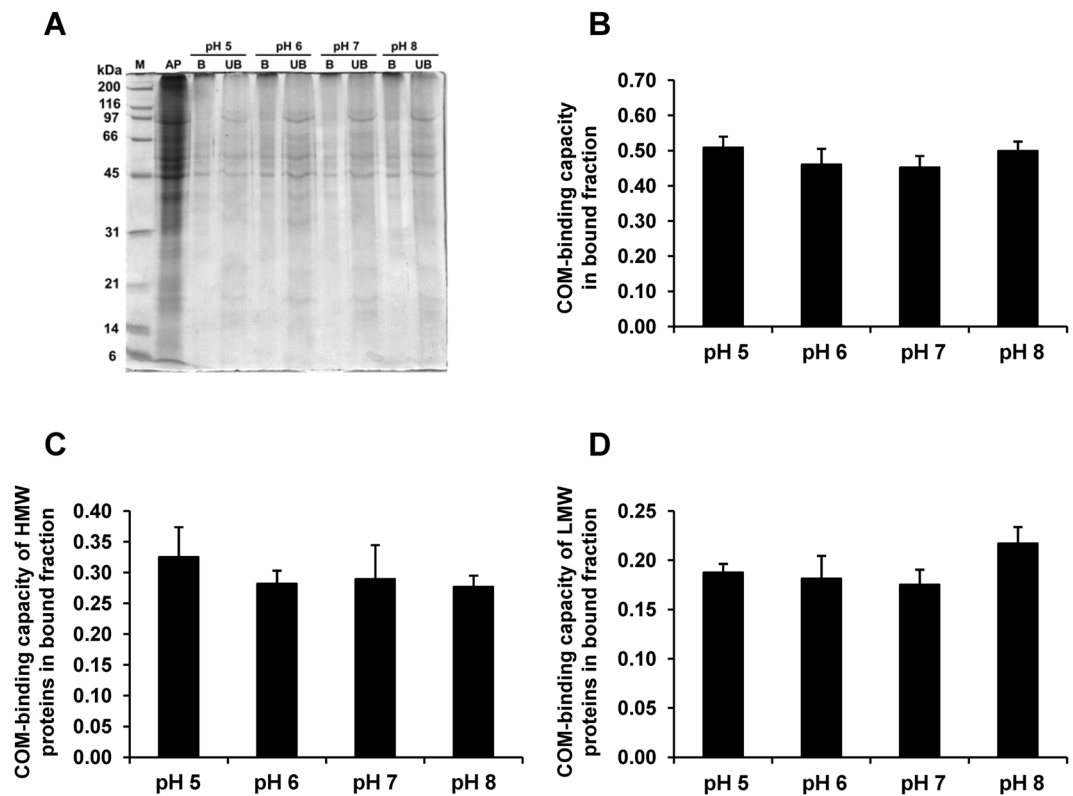 A
pH 5 pH 6 pH 7 pH 8
kDa M AP B UB B UB B UB B UB
200
116
97
66
45
31
21
14
6
B
COM-binding capacity
in bound fraction
0.70
0.60
0.50
0.40
0.30
0.20
0.10
0.00
pH 5 pH 6 pH 7 pH 8
C
COM-binding capacity of HMW
proteins in bound fraction
0.40
0.35
0.30
0.25
0.20
0.15
0.10
0.05
0.00
pH 5 pH 6 pH 7 pH 8
D
COM-binding capacity of LMW
proteins in bound fraction
0.25
0.20
0.15
0.10
0.05
0.00
pH 5 pH 6 pH 7 pH 8